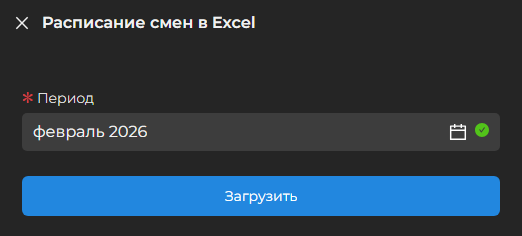 Расписание смен в Excel
* Период
февраль 2026
Загрузить